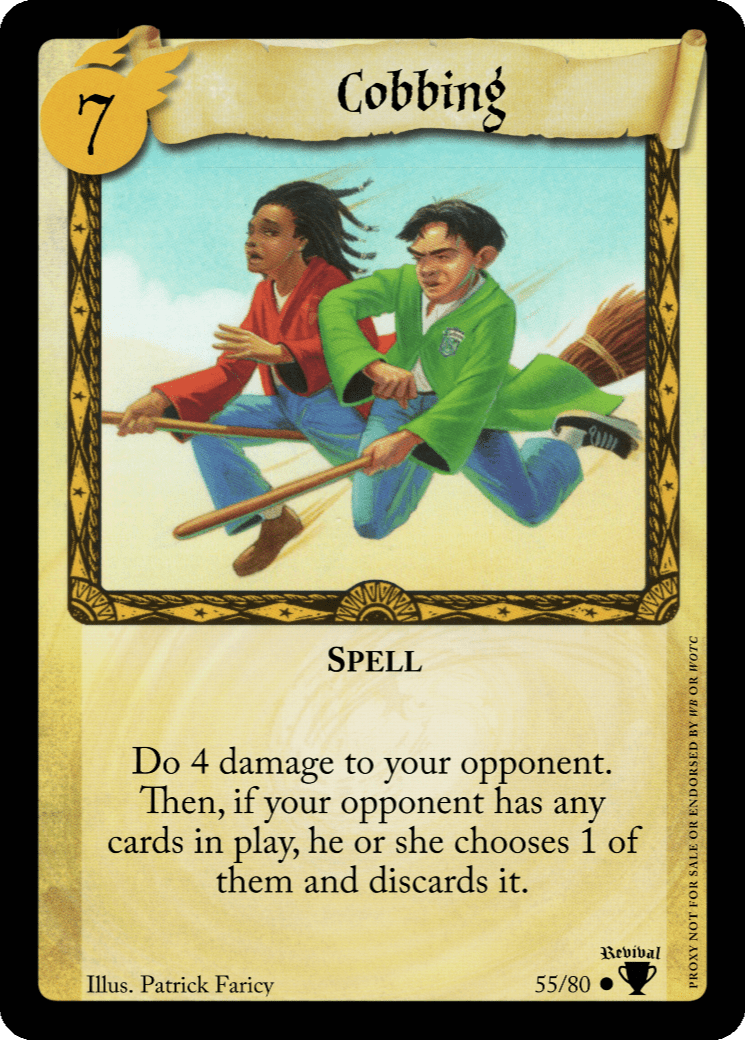 7
Cobbing
SPELL
Do 4 damage to your opponent.
Then, if your opponent has any
cards in play, he or she chooses 1 of
them and discards it.
Illus. Patrick Faricy
55/80
Revival
PROXY NOT FOR SALE OR ENDORSED BY WB OR WOTC